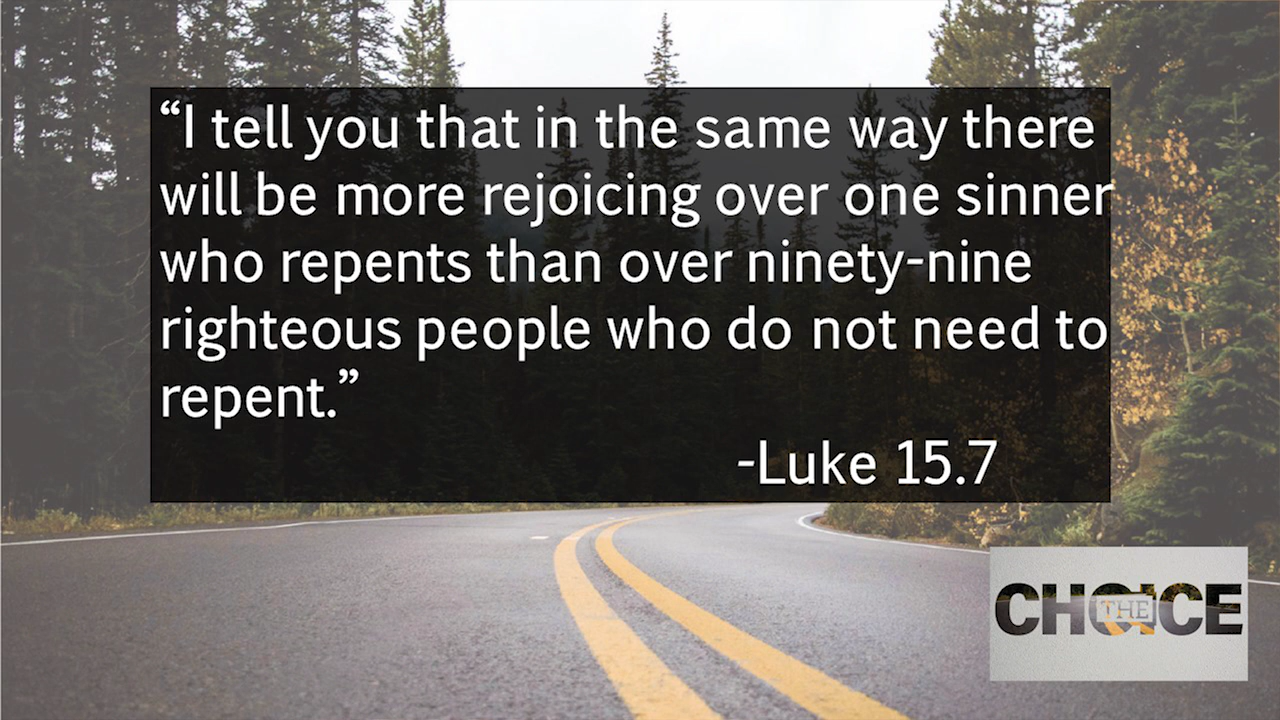 “I tell you that in the same way there
will be more rejoicing over one sinner
who repents than over ninety-nine
righteous people who do not need to
repent.”
-Luke 15.7
THE
CHOICE